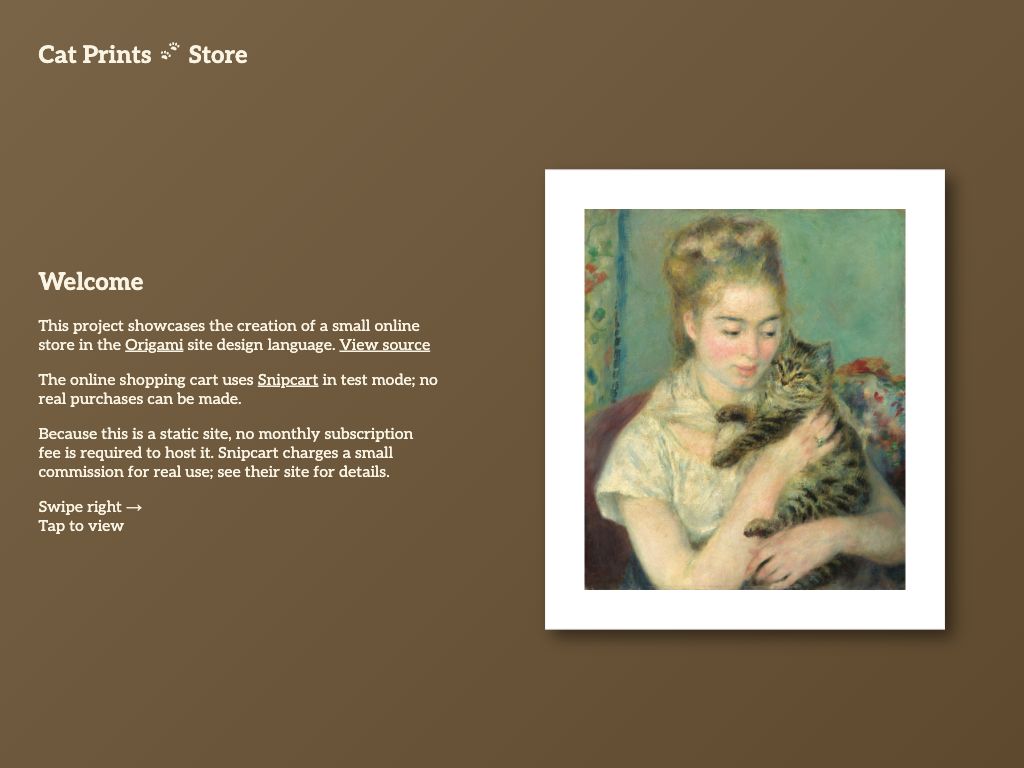 Cat Prints Store
Welcome
This project showcases the creation of a small online
store in the Origami site design language. View source
The online shopping cart uses Snipcart in test mode; no
real purchases can be made.
Because this is a static site, no monthly subscription
fee is required to host it. Snipcart charges a small
commission for real use; see their site for details.
Swipe right →
Tap to view